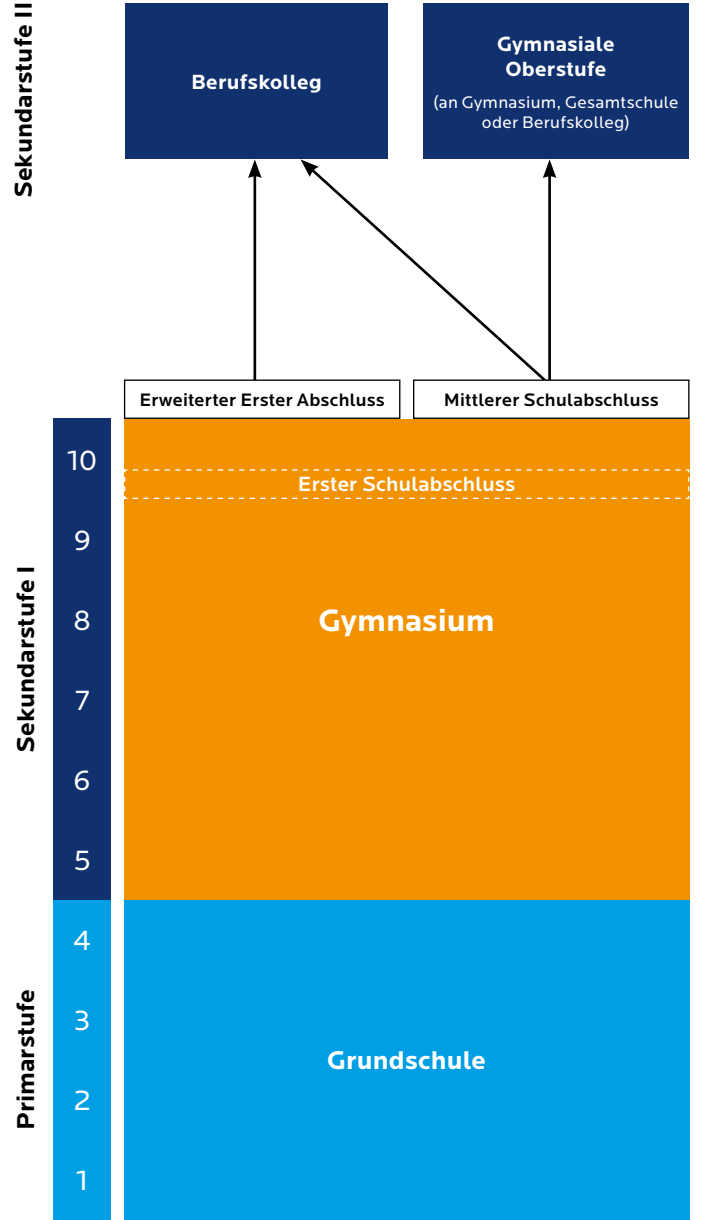 Sekundarstufe II
Berufskolleg
Gymnasiale
Oberstufe
(an Gymnasium, Gesamtschule
oder Berufskolleg)
Erweiterter Erster Abschluss
Mittlerer Schulabschluss
Sekundarstufe I
10
Erster Schulabschluss
9
8
Gymnasium
7
6
5
Primarstufe
4
3
Grundschule
2
1